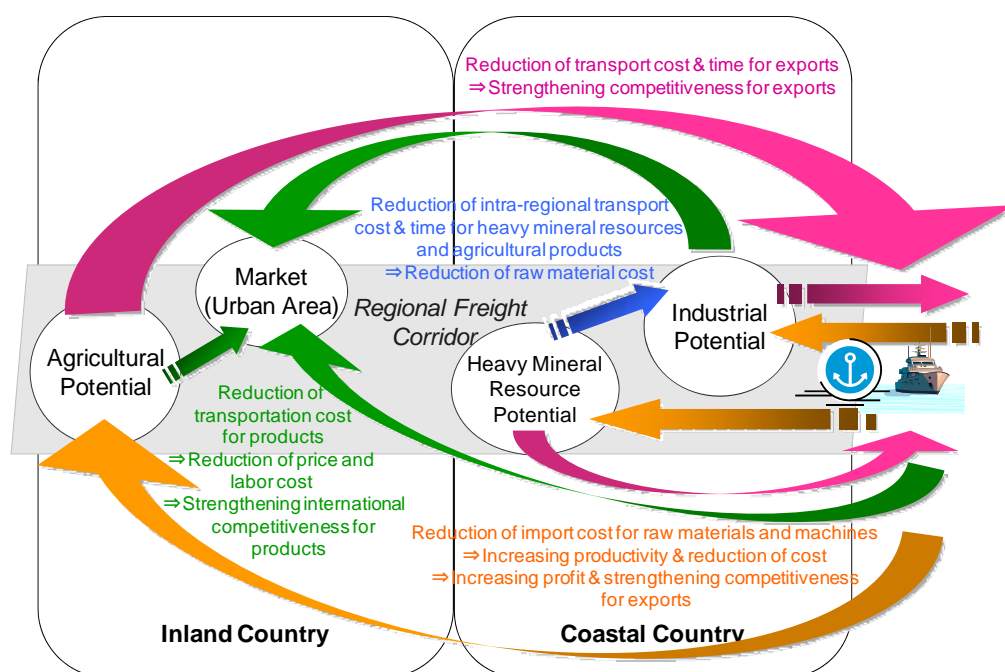 Reduction of transport cost & time for exports
⇒Strengthening competitiveness for exports
Reduction of intra-regional transport
cost & time for heavy mineral resources
and agricultural products
⇒Reduction of raw material cost
Market
(Urban Area)
Regional Freight
Corridor
Industrial
Potential
Agricultural
Potential
Heavy Mineral
Resource
Potential
Reduction of
transportation cost
for products
⇒Reduction of price and
labor cost
⇒Strengthening international
competitiveness for
products
Reduction of import cost for raw materials and machines
⇒Increasing productivity & reduction of cost
⇒Increasing profit & strengthening competitiveness
for exports
Inland Country
Coastal Country